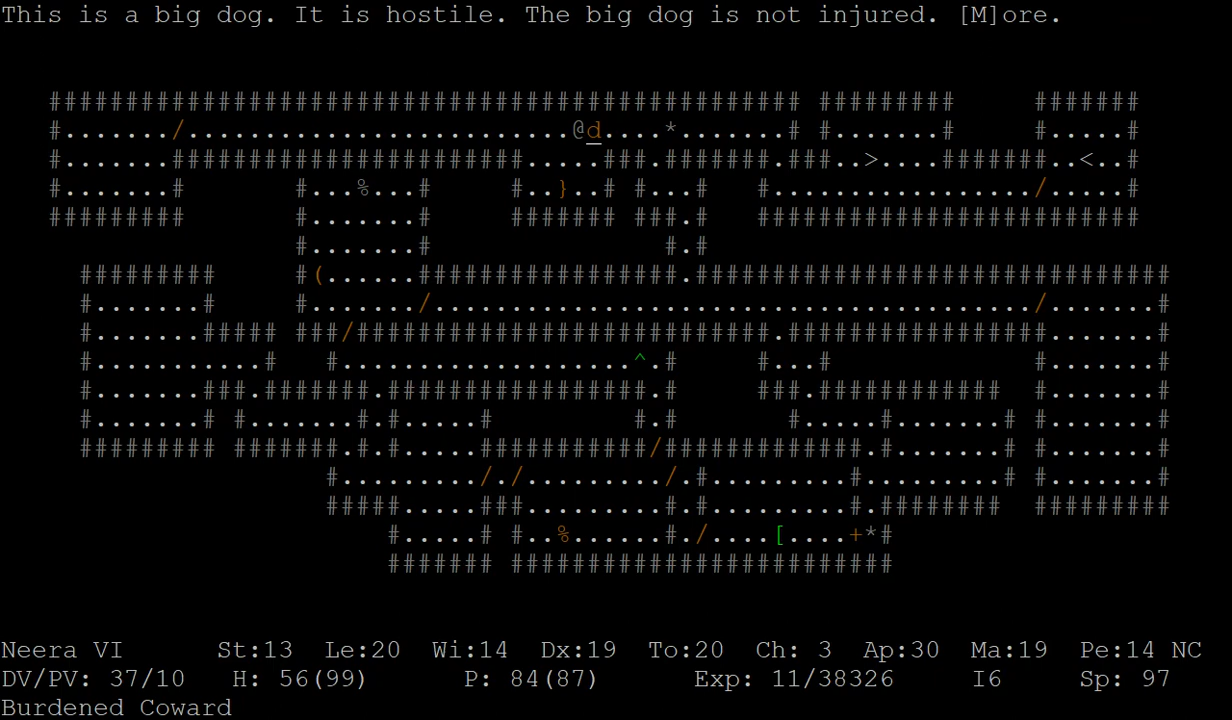 This is a big dog. It is hostile. The big dog is not injured. [M]ore.
   ################################################# #########     #######
   #......./.........................@d....*.......# #.......#     #.....#
   #.......#######################.....###.#######.###..>....#######..<..#
   #.......#       #...%...#     #..}..# #...#   #................./.....#
   #########       #.......#     ####### ###.#   #########################
                   #.......#               #.#
     #########     #(......#################.###############################
     #.......#     #......./......................................./.......#
     #.......##### ###/###########################.#################.......#
     #...........#   #...................^.#     #...#             #.......#
     #.......###.#######.#################.#     ###.############  #.......#
     #.......# #.......#.#.....#         #.#       #.....#.......# #.......#
     ######### #######.#.#.....###########/#############.#.......# #.......#
                     #........./././........./.#.........#.........# #.......#
                     #####.....###.........#.#.........#.########  #########
                         #.....# #..%......#./....[....+*#
                         ####### #########################
Neera VI St:13 Le:20 Wi:14 Dx:19 To:20 Ch: 3 Ap:30 Ma:19 Pe:14 NC
DV/PV: 37/10 H: 56(99) P: 84(87) Exp: 11/38326 I6 Sp: 97
Burdened Coward